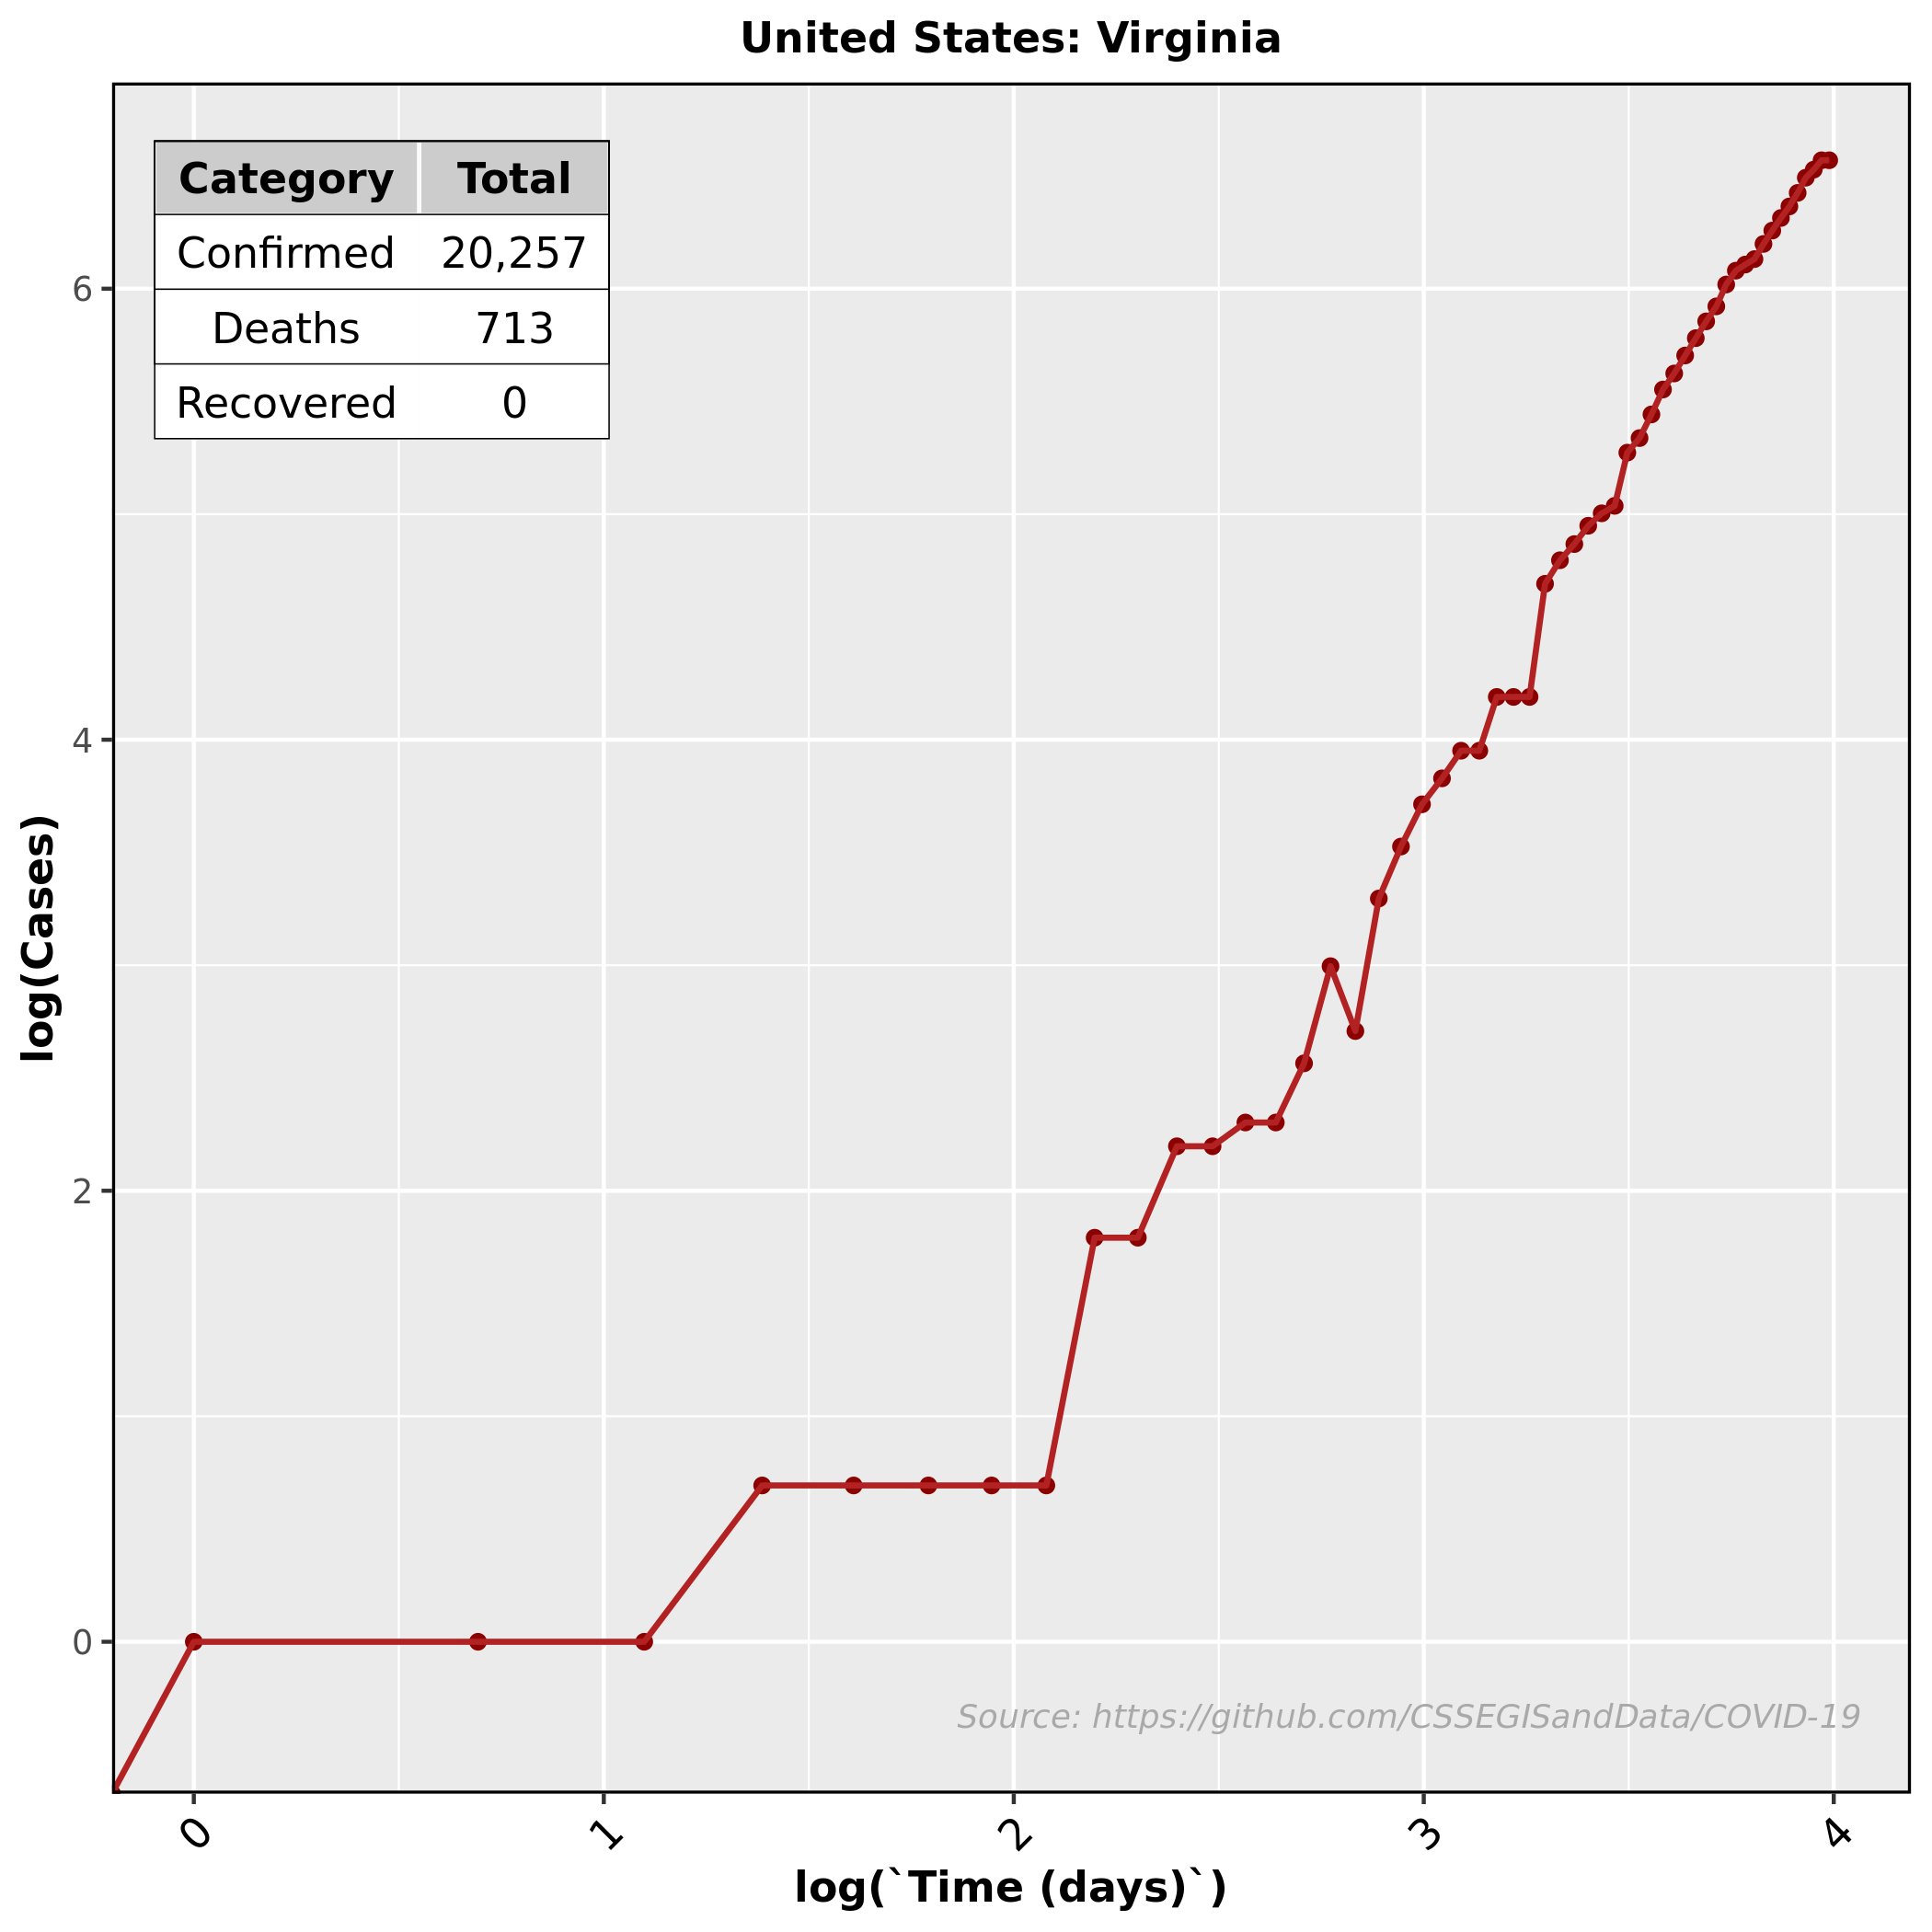 United States: Virginia
Category Total
Confirmed 20,257
Deaths 713
Recovered 0
6
4
2
0
log(Cases)
Source: https://github.com/CSSEGISandData/COVID-19
0 1 2 3 4
log(`Time (days)`)